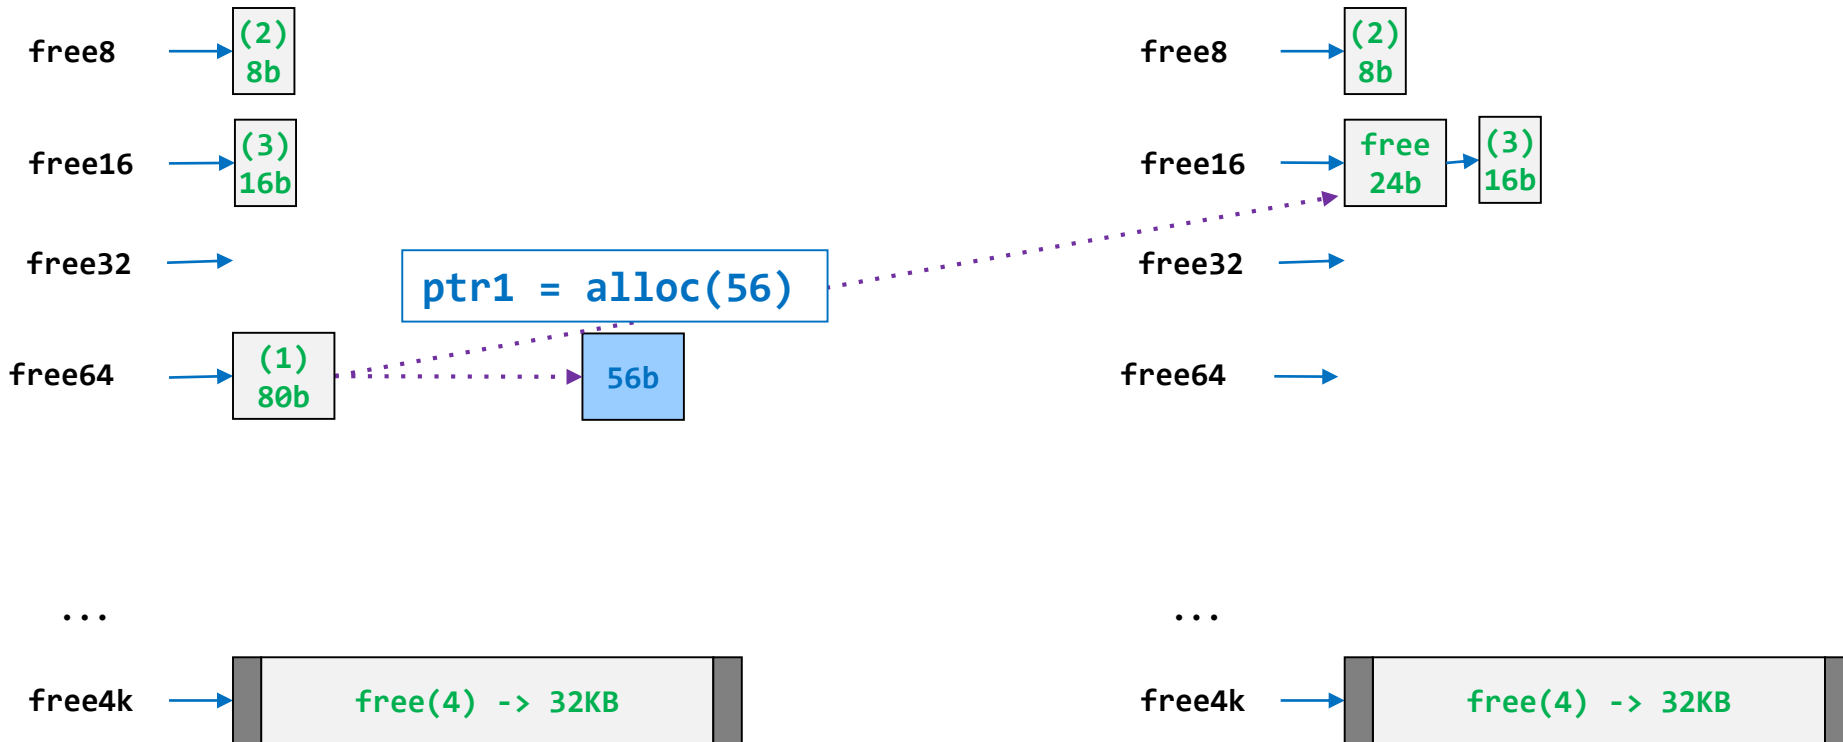 free8
(2)
8b
free16
(3)
16b
free32
ptr1 = alloc(56)
free64
(1)
80b
56b
...
free4k
free(4) -> 32KB
free8
(2)
8b
free16
free
24b
(3)
16b
free32
free64
...
free4k
free(4) -> 32KB